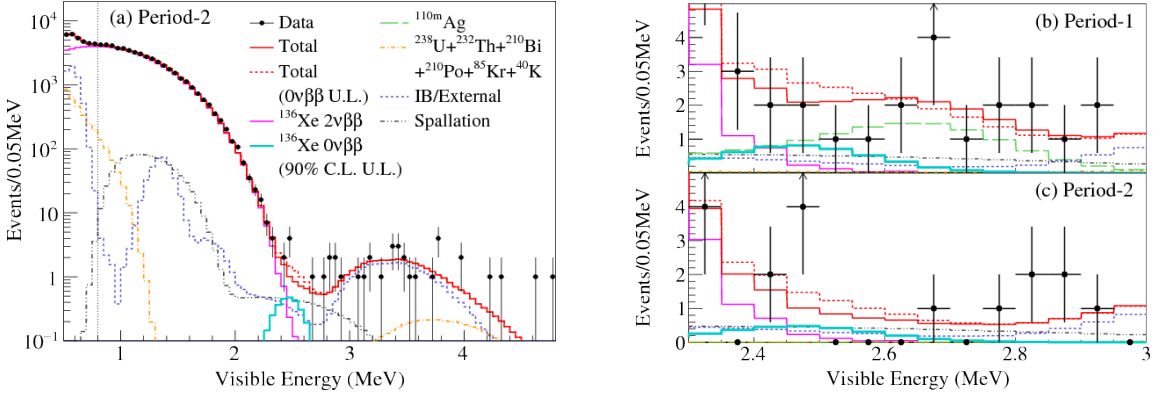 (a) Period-2
Data
Total
Total
(0νββ U.L.)
¹³⁶Xe 2νββ
¹³⁶Xe 0νββ
(90% C.L. U.L.)
¹¹⁰ᵐAg
²³⁸U+²³²Th+²¹⁰Bi
+²¹⁰Po+⁸⁵Kr+⁴⁰K
IB/External
Spallation
Events/0.05MeV
10⁴
10³
10²
10
1
10⁻¹
1
2
3
4
Visible Energy (MeV)
(b) Period-1
Events/0.05MeV
5
4
3
2
1
(c) Period-2
Events/0.05MeV
4
2
0
2.4
2.6
2.8
3
Visible Energy (MeV)